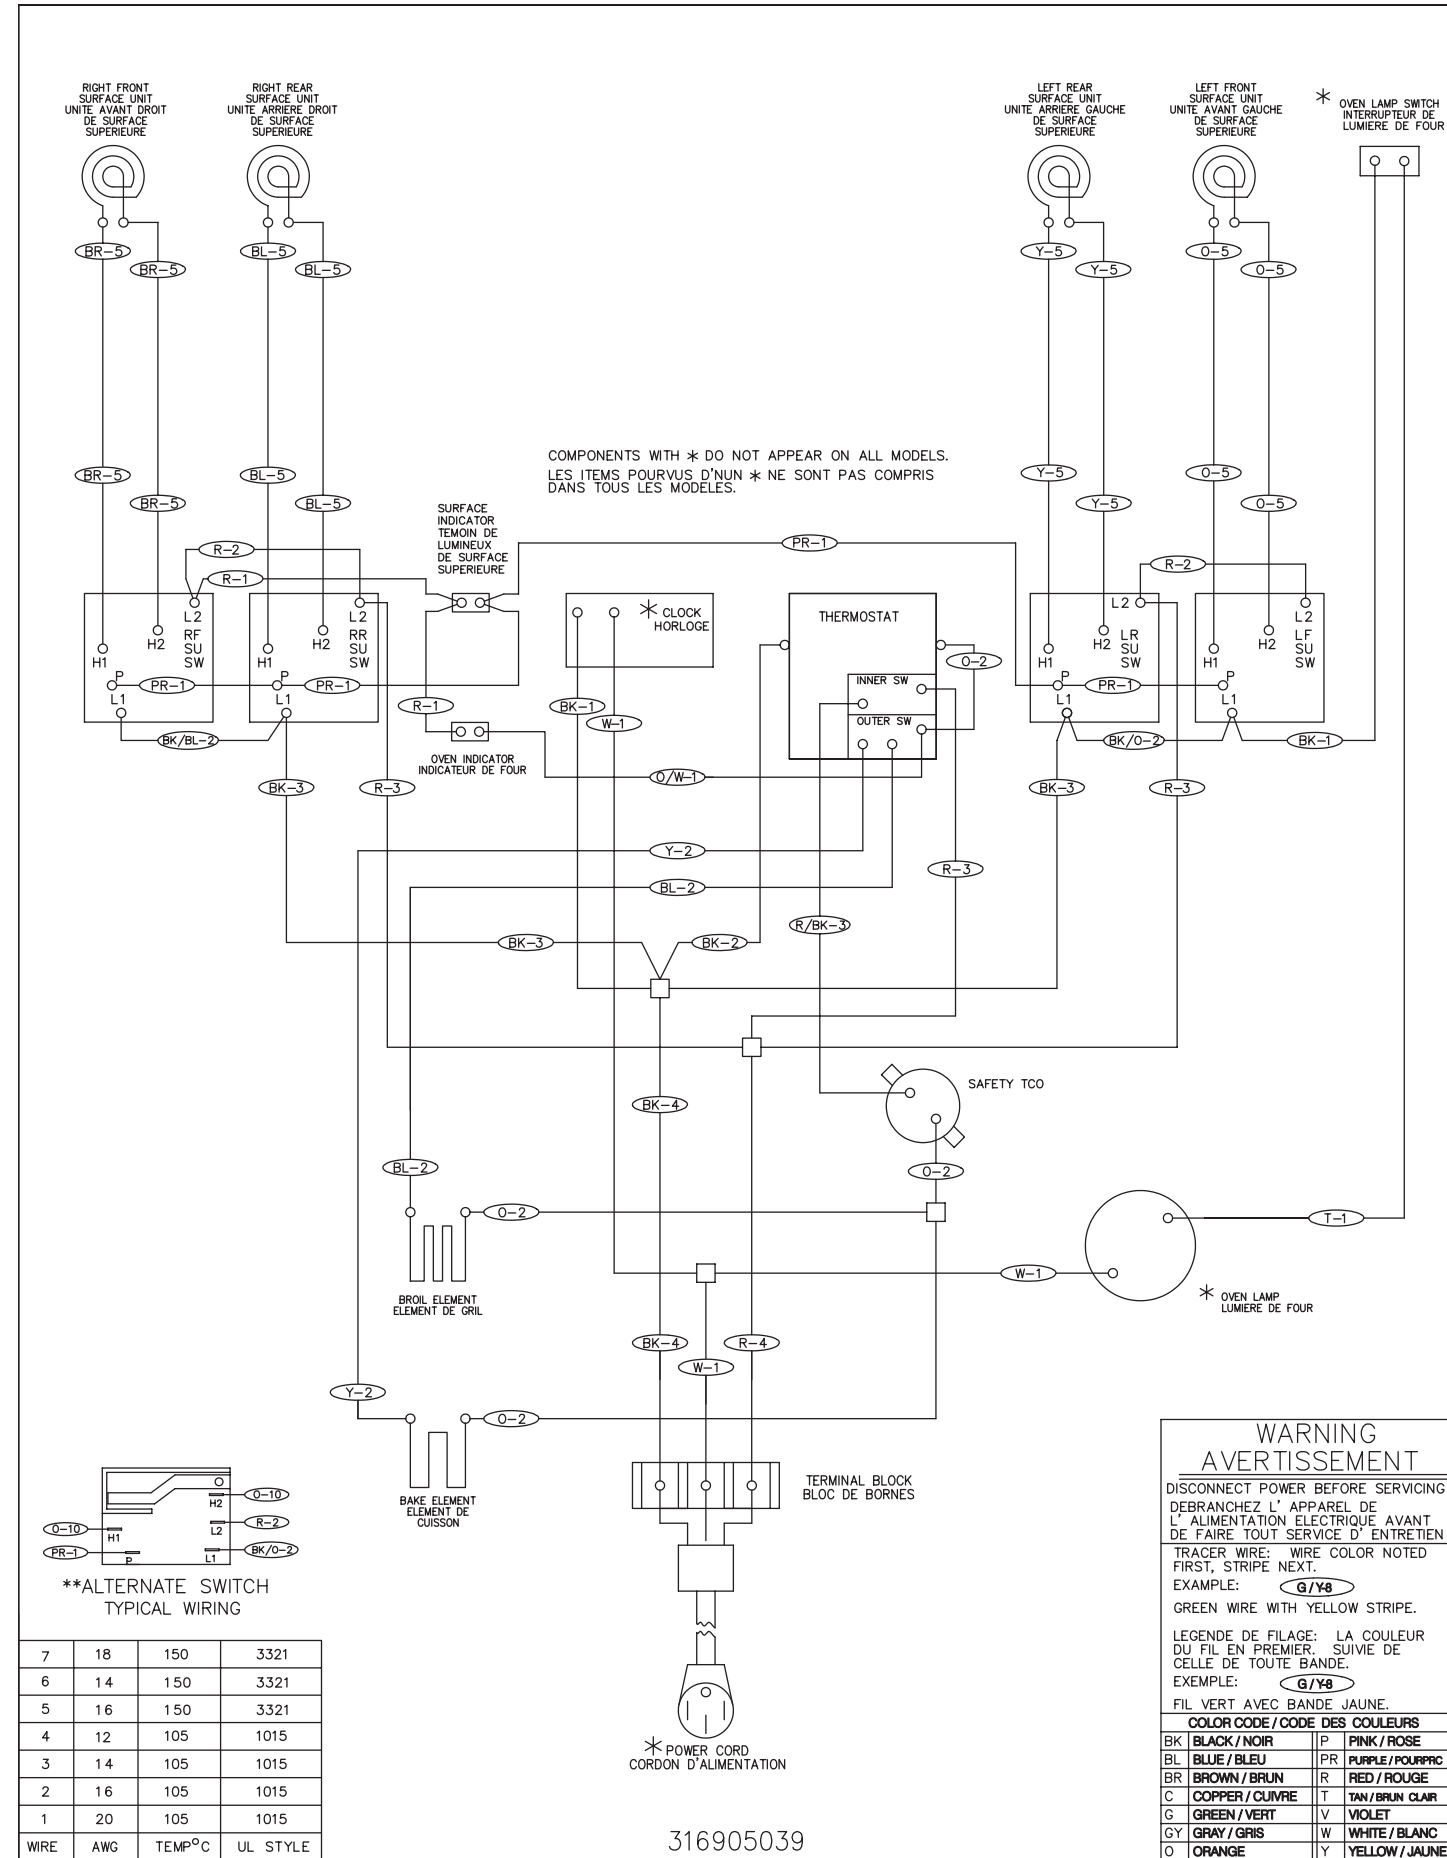 RIGHT FRONT
SURFACE UNIT
UNITE AVANT DROIT
DE SURFACE
SUPERIEURE
RIGHT REAR
SURFACE UNIT
UNITE ARRIERE DROIT
DE SURFACE
SUPERIEURE
LEFT REAR
SURFACE UNIT
UNITE ARRIERE GAUCHE
DE SURFACE
SUPERIEURE
LEFT FRONT
SURFACE UNIT
UNITE AVANT GAUCHE
DE SURFACE
SUPERIEURE
* OVEN LAMP SWITCH
INTERRUPTEUR DE
LUMIERE DE FOUR
BR-5
BR-5
BL-5
BL-5
Y-5
Y-5
O-5
O-5
COMPONENTS WITH * DO NOT APPEAR ON ALL MODELS.
LES ITEMS POURVUS D'NUN * NE SONT PAS COMPRIS
DANS TOUS LES MODELES.
BR-5
BR-5
BL-5
BL-5
Y-5
Y-5
O-5
O-5
SURFACE
INDICATOR
TEMOIN DE
LUMINEUX
DE SURFACE
SUPERIEURE
R-2
R-1
PR-1
R-2
L2
RF
SU
SW
H2
H1
P
L1
PR-1
L2
RR
SU
SW
H2
H1
P
L1
PR-1
BK/BL-2
BK-3
R-3
R-1
OVEN INDICATOR
INDICATEUR DE FOUR
* CLOCK
HORLOGE
BK-1
W-1
THERMOSTAT
INNER SW
OUTER SW
O-2
O/W-1
L2
LR
SU
SW
H2
H1
P
L1
PR-1
L2
LF
SU
SW
H2
H1
P
L1
BK/O-2
BK-1
BK-3
R-3
Y-2
BL-2
R-3
R/BK-3
BK-3
BK-2
SAFETY TCO
BK-4
BL-2
O-2
O-2
T-1
W-1
BROIL ELEMENT
ELEMENT DE GRIL
* OVEN LAMP
LUMIERE DE FOUR
BK-4
W-1
R-4
Y-2
O-2
BAKE ELEMENT
ELEMENT DE
CUISSON
TERMINAL BLOCK
BLOC DE BORNES
* POWER CORD
CORDON D'ALIMENTATION
O-10
PR-1
H1
P
H2
L2
L1
O-10
R-2
BK/O-2
**ALTERNATE SWITCH
TYPICAL WIRING
7 18 150 3321
6 14 150 3321
5 16 150 3321
4 12 105 1015
3 14 105 1015
2 16 105 1015
1 20 105 1015
WIRE AWG TEMP°C UL STYLE
316905039
WARNING
AVERTISSEMENT
DISCONNECT POWER BEFORE SERVICING
DEBRANCHEZ L' APPAREL DE
L' ALIMENTATION ELECTRIQUE AVANT
DE FAIRE TOUT SERVICE D' ENTRETIEN
TRACER WIRE: WIRE COLOR NOTED
FIRST, STRIPE NEXT.
EXAMPLE: G/Y-8
GREEN WIRE WITH YELLOW STRIPE.
LEGENDE DE FILAGE: LA COULEUR
DU FIL EN PREMIER. SUIVIE DE
CELLE DE TOUTE BANDE.
EXEMPLE: G/Y-8
FIL VERT AVEC BANDE JAUNE.
COLOR CODE / CODE DES COULEURS
BK BLACK / NOIR P PINK / ROSE
BL BLUE / BLEU PR PURPLE / POURPRC
BR BROWN / BRUN R RED / ROUGE
C COPPER / CUIVRE T TAN / BRUN CLAIR
G GREEN / VERT V VIOLET
GY GRAY / GRIS W WHITE / BLANC
O ORANGE Y YELLOW / JAUNE